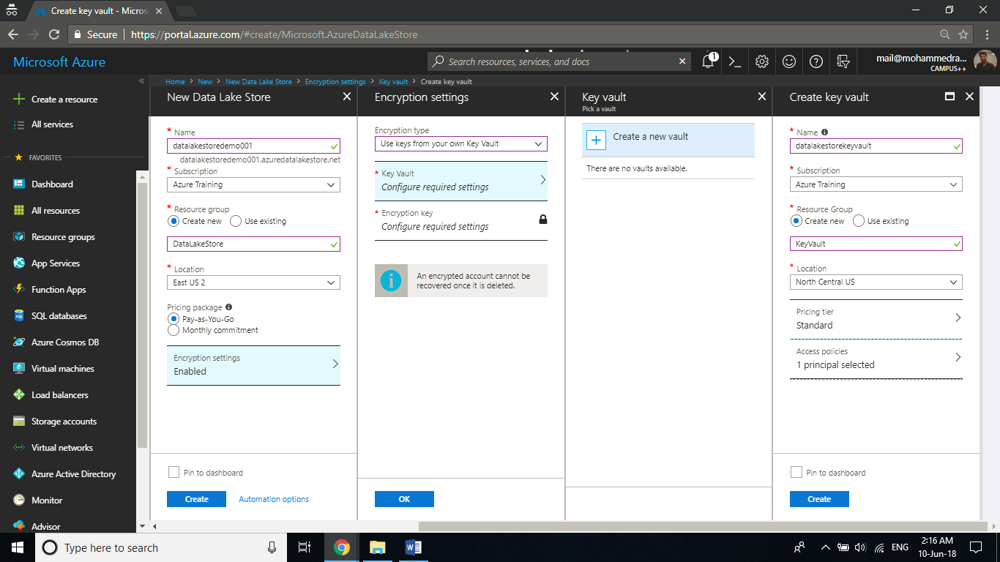 Create key vault - Micros
Secure
https://portal.azure.com/#create/Microsoft.AzureDataLakeStore
Microsoft Azure
Search resources, services, and docs
1
mail@mohammedra...
CAMPUS++
Home > New > New Data Lake Store > Encryption settings > Key vault > Create key vault
Create a resource
All services
FAVORITES
Dashboard
All resources
Resource groups
App Services
Function Apps
SQL databases
Azure Cosmos DB
Virtual machines
Load balancers
Storage accounts
Virtual networks
Azure Active Directory
Monitor
Advisor
New Data Lake Store
* Name
datalakestoredemo001
datalakestoredemo001.azuredatalakestore.net
* Subscription
Azure Training
* Resource group
Create new
Use existing
DataLakeStore
* Location
East US 2
Pricing package
Pay-as-You-Go
Monthly commitment
Encryption settings
Enabled
Pin to dashboard
Create
Automation options
Encryption settings
Encryption type
Use keys from your own Key Vault
* Key Vault
Configure required settings
* Encryption key
Configure required settings
An encrypted account cannot be
recovered once it is deleted.
OK
Key vault
Pick a vault
Create a new vault
There are no vaults available.
Create key vault
* Name
datalakestorekeyvault
* Subscription
Azure Training
* Resource Group
Create new
Use existing
KeyVault
* Location
North Central US
Pricing tier
Standard
Access policies
1 principal selected
Pin to dashboard
Create
Type here to search
ENG
2:16 AM
10-Jun-18